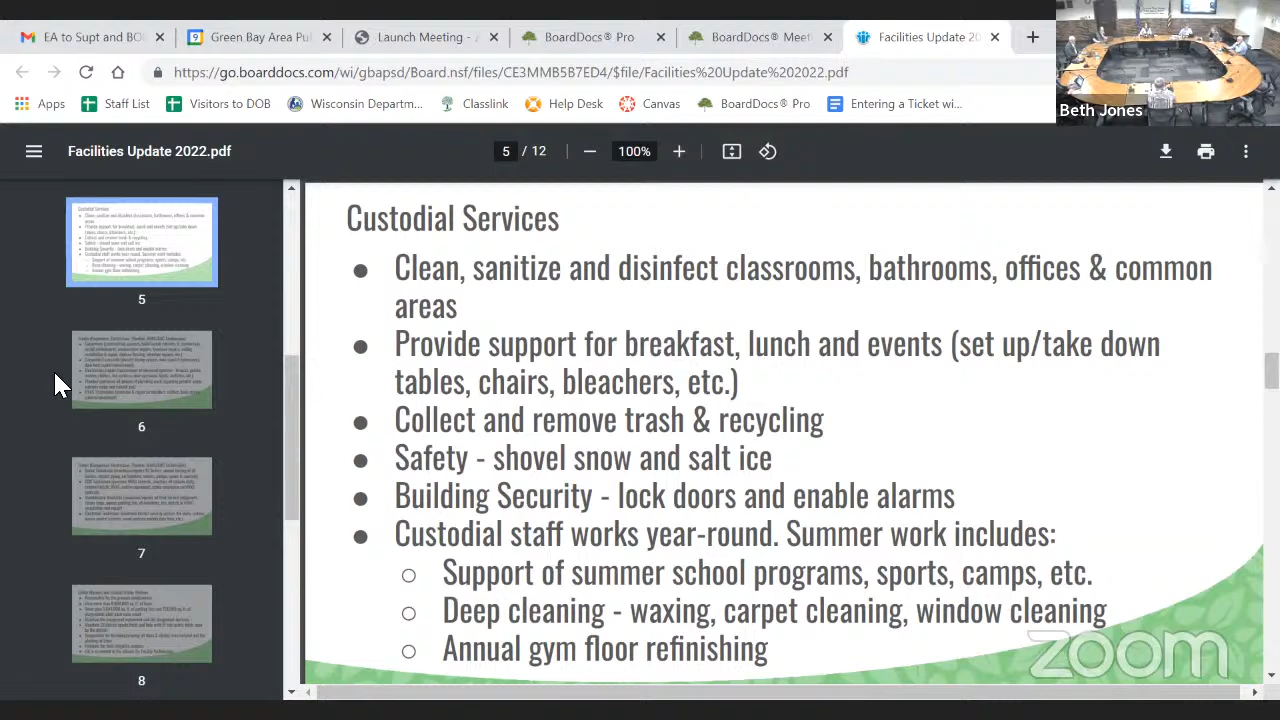 EA to Supt and BO
Green Bay Area Pu
Launch Me
BoardDocs® Pro
BoardDocs® Meet
Facilities Update 20
https://go.boarddocs.com/wi/
/Board.nsf/files/CE3MMB5B7ED4/$file/Facilities%20Update%202022.pdf
Apps
Staff List
Visitors to DOB
Wisconsin Departm...
Classlink
Help Desk
Canvas
BoardDocs® Pro
Entering a Ticket wi...
Beth Jones
Facilities Update 2022.pdf
5 / 12
100%
5
6
7
8
Custodial Services
Clean, sanitize and disinfect classrooms, bathrooms, offices & common
areas
Provide support for breakfast, lunch and events (set up/take down
tables, chairs, bleachers, etc.)
Collect and remove trash & recycling
Safety - shovel snow and salt ice
Building Security - lock doors and enable alarms
Custodial staff works year-round. Summer work includes:
Support of summer school programs, sports, camps, etc.
Deep cleaning - waxing, carpet cleaning, window cleaning
Annual gym floor refinishing
zoom